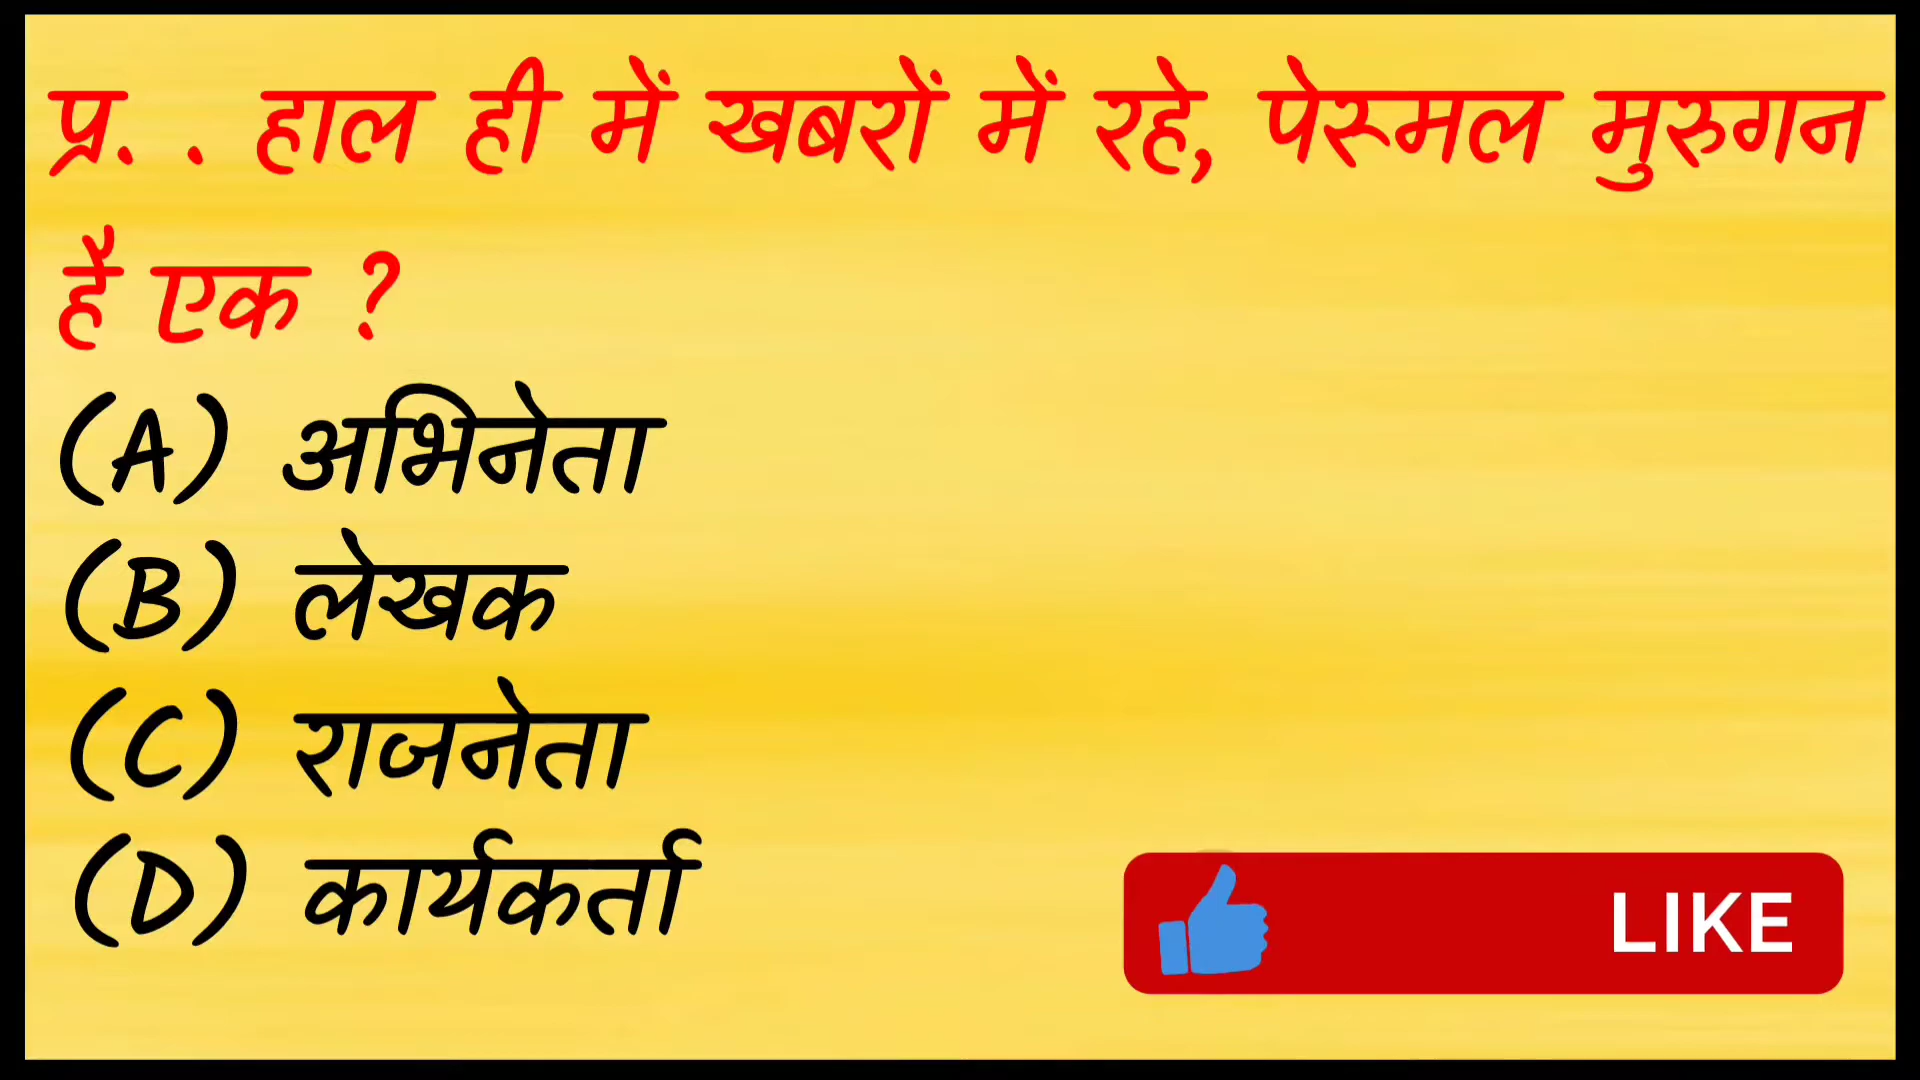 प्र. . हाल ही में खबरों में रहे, पेरूमल मुरुगन
है एक ?
(A) अभिनेता
(B) लेखक
(C) राजनेता
(D) कार्यकर्ता
LIKE